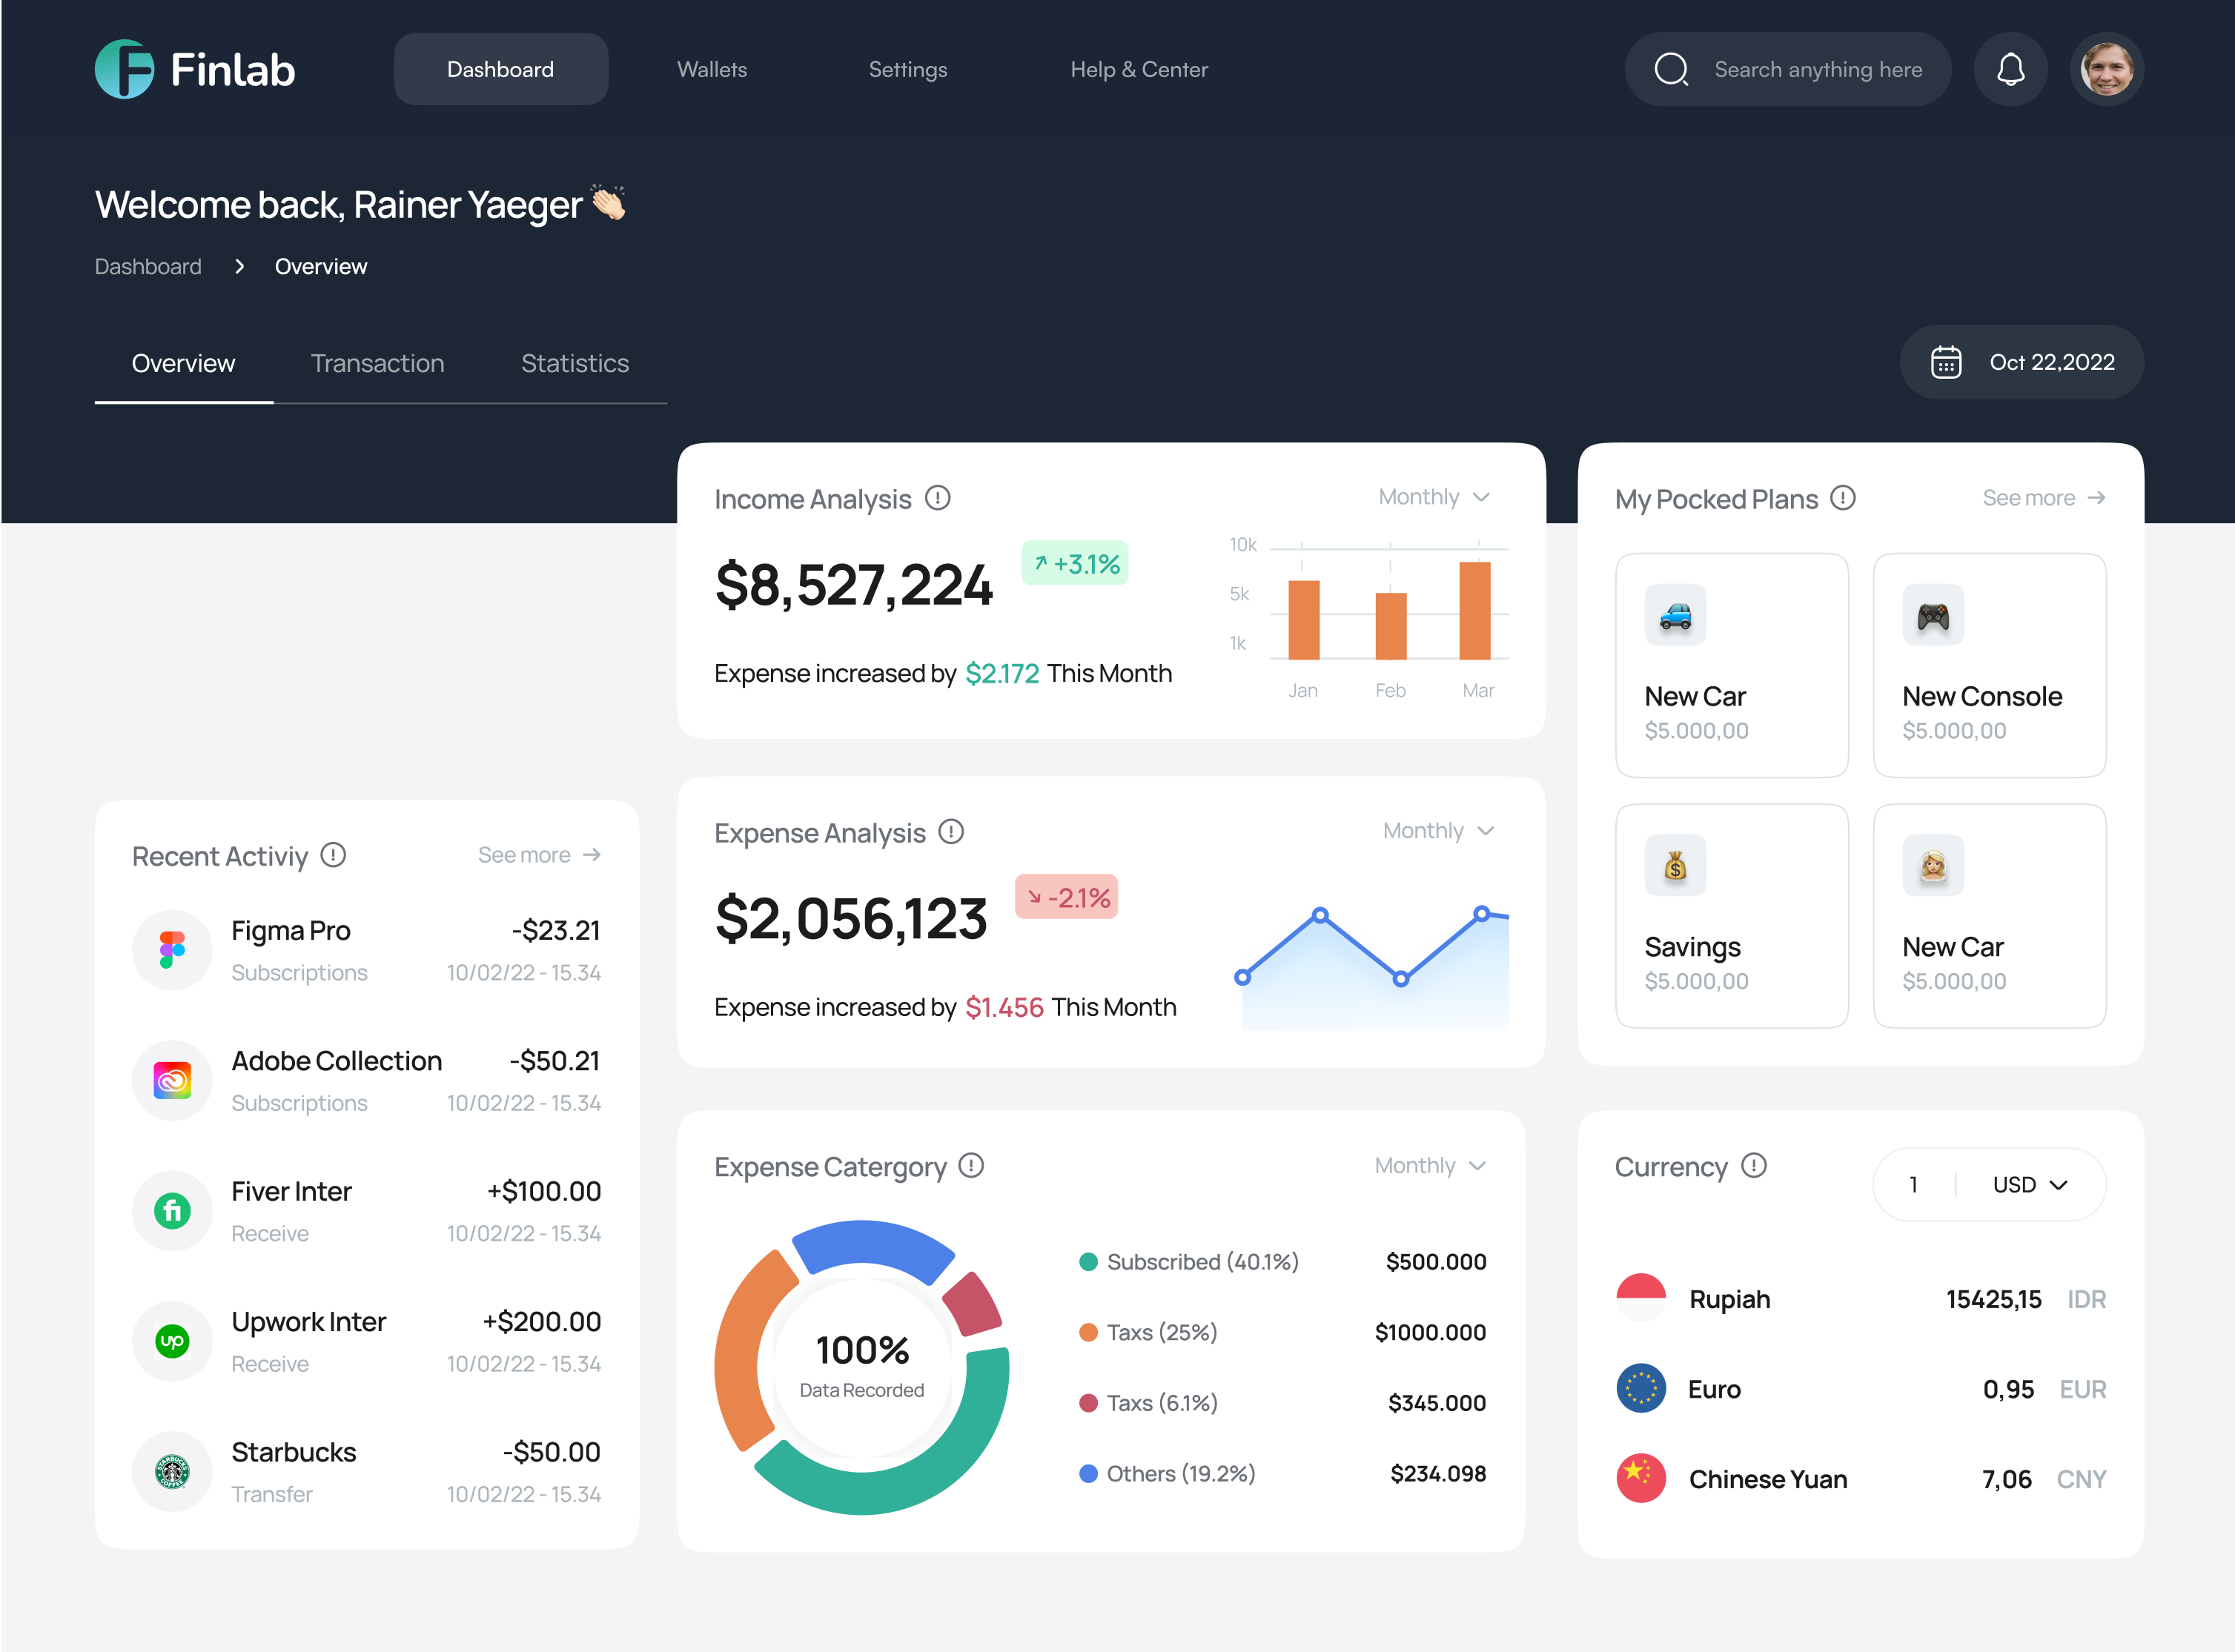 Finlab
Dashboard
Wallets
Settings
Help & Center
Search anything here
Welcome back, Rainer Yaeger
Dashboard
Overview
Overview
Transaction
Statistics
Oct 22,2022
Recent Activiy
See more
Figma Pro
-$23.21
Subscriptions
10/02/22 - 15.34
Adobe Collection
-$50.21
Subscriptions
10/02/22 - 15.34
Fiver Inter
+$100.00
Receive
10/02/22 - 15.34
Upwork Inter
+$200.00
Receive
10/02/22 - 15.34
Starbucks
-$50.00
Transfer
10/02/22 - 15.34
fi
up
STARBUCKS
COFFEE
Income Analysis
Monthly
$8,527,224
+3.1%
Expense increased by $2.172 This Month
10k
5k
1k
Jan
Feb
Mar
Expense Analysis
Monthly
$2,056,123
-2.1%
Expense increased by $1.456 This Month
Expense Catergory
Monthly
100%
Data Recorded
Subscribed (40.1%)
$500.000
Taxs (25%)
$1000.000
Taxs (6.1%)
$345.000
Others (19.2%)
$234.098
My Pocked Plans
See more
New Car
$5.000,00
New Console
$5.000,00
Savings
$5.000,00
New Car
$5.000,00
Currency
1
USD
Rupiah
15425,15 IDR
Euro
0,95 EUR
Chinese Yuan
7,06 CNY